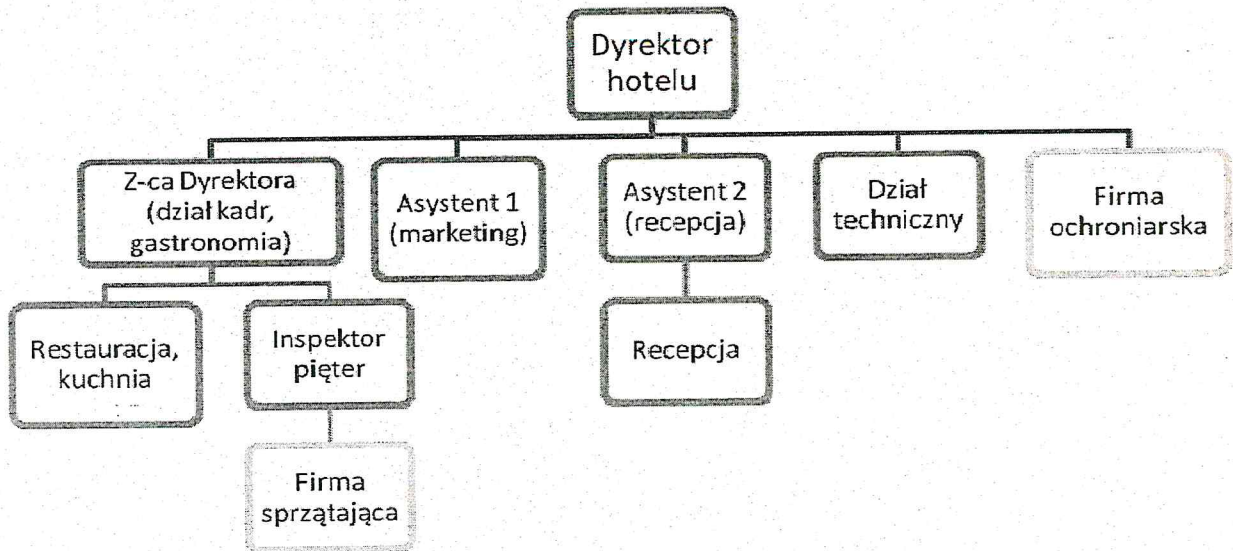 Dyrektor
hotelu
Z-ca Dyrektora
(dział kadr,
gastronomia)
Asystent 1
(marketing)
Asystent 2
(recepcja)
Dział
techniczny
Firma
ochroniarska
Restauracja,
kuchnia
Inspektor
pięter
Recepcja
Firma
sprzątająca